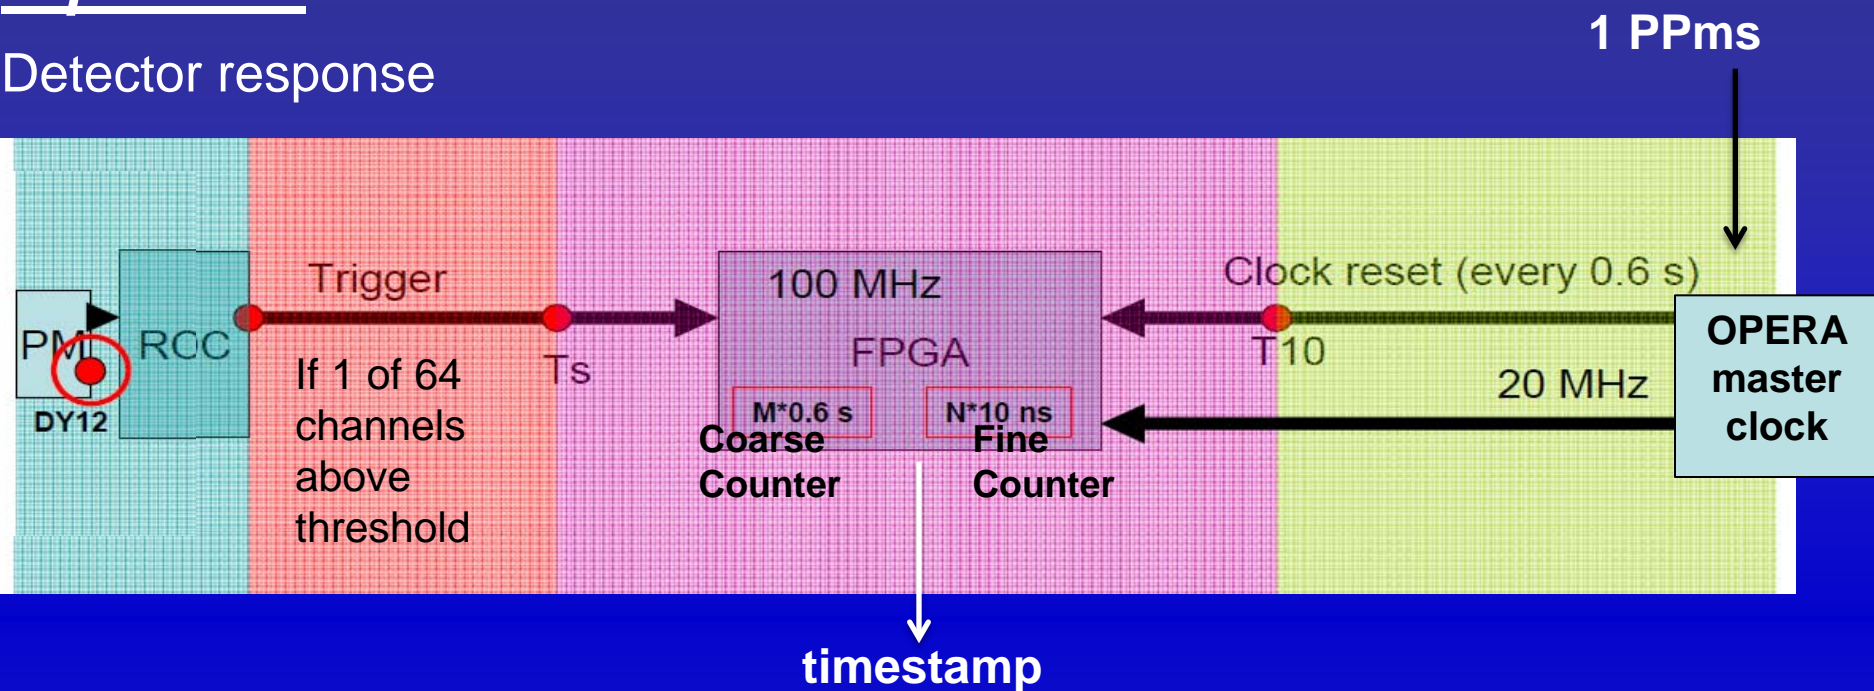 1 PPms
Detector response
Trigger
100 MHz
Clock reset (every 0.6 s)
PM
ROC
FPGA
T10
OPERA
master
clock
If 1 of 64
channels
above
threshold
Ts
20 MHz
DY12
M*0.6 s
N*10 ns
Coarse
Counter
Fine
Counter
timestamp